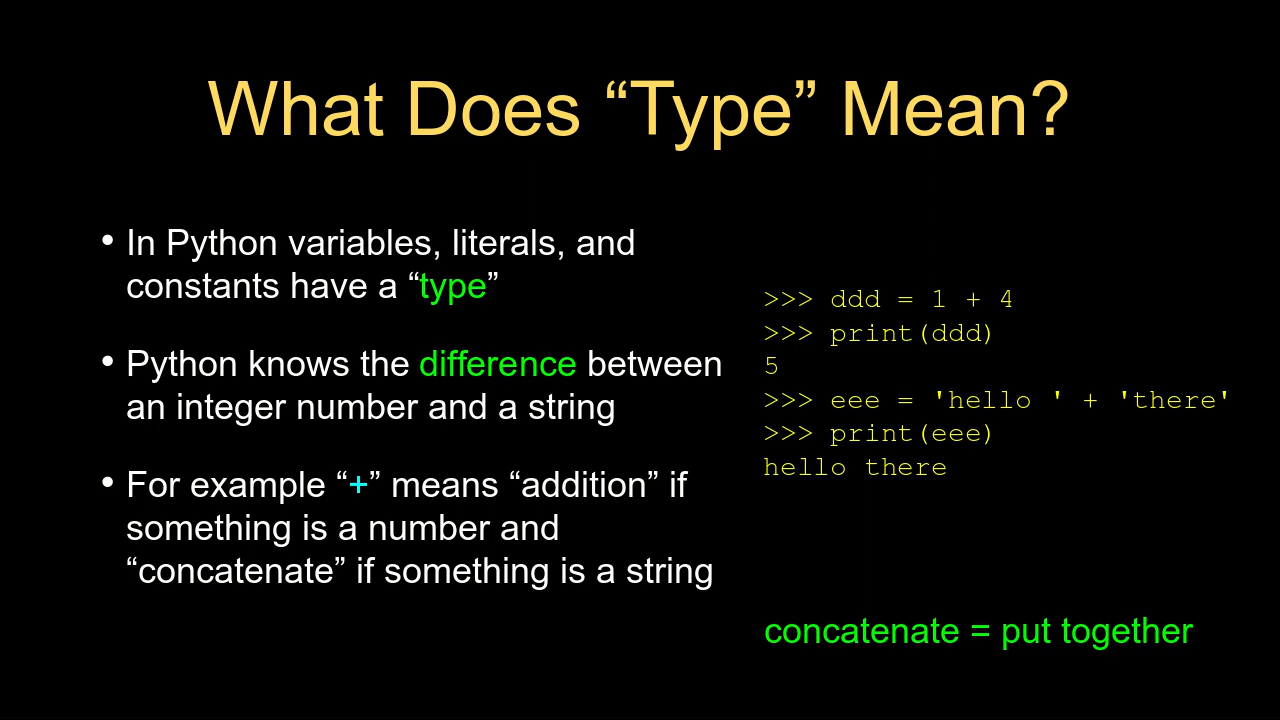 What Does “Type” Mean?
• In Python variables, literals, and
constants have a “type”
• Python knows the difference between
an integer number and a string
• For example “+” means “addition” if
something is a number and
“concatenate” if something is a string
>>> ddd = 1 + 4
>>> print(ddd)
5
>>> eee = 'hello ' + 'there'
>>> print(eee)
hello there
concatenate = put together